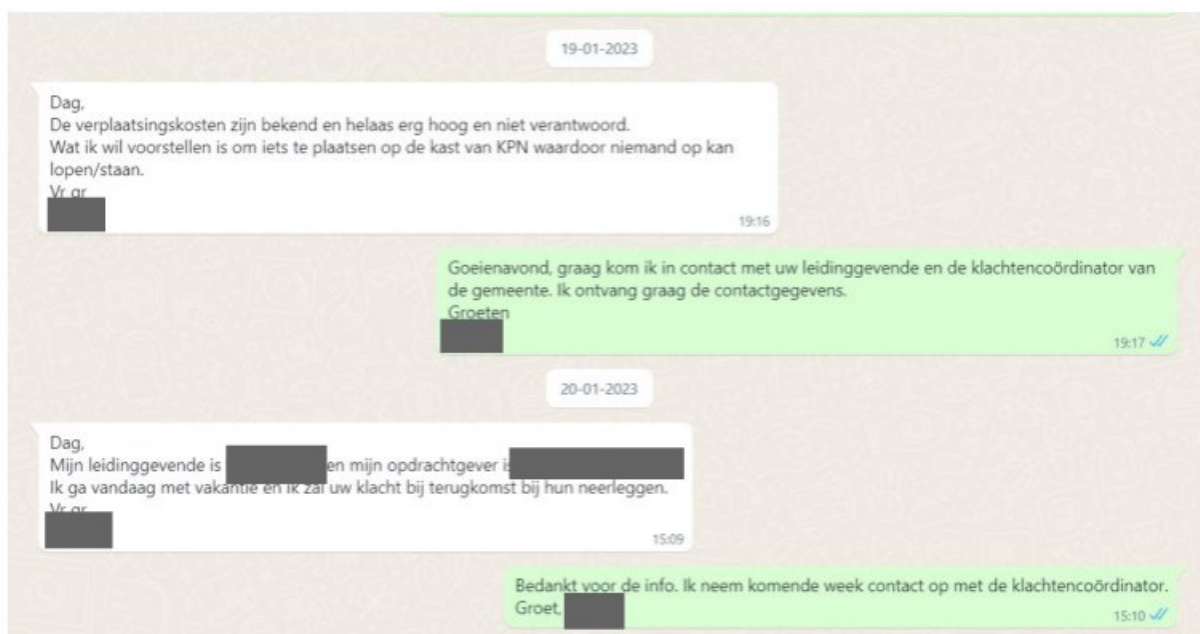 19-01-2023
Dag,
De verplaatsingskosten zijn bekend en helaas erg hoog en niet verantwoord.
Wat ik wil voorstellen is om iets te plaatsen op de kast van KPN waardoor niemand op kan
lopen/staan.
Vr gr
19:16
Goeienavond, graag kom ik in contact met uw leidinggevende en de klachtencoördinator van
de gemeente. Ik ontvang graag de contactgegevens.
Groeten
19:17
20-01-2023
Dag,
Mijn leidinggevende is en mijn opdrachtgever is
Ik ga vandaag met vakantie en ik zal uw klacht bij terugkomst bij hun neerleggen.
Vr gr
15:09
Bedankt voor de info. Ik neem komende week contact op met de klachtencoördinator.
Groet,
15:10